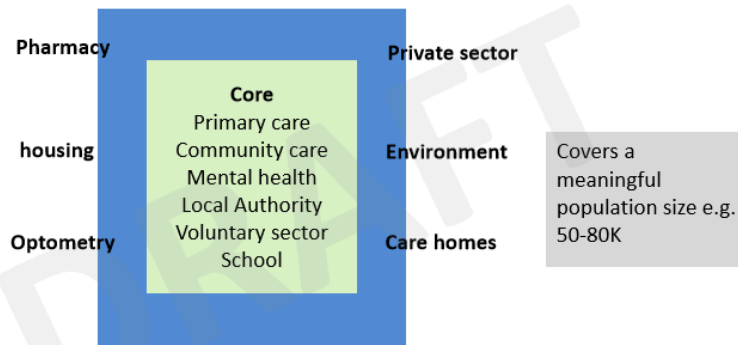 Pharmacy
Private sector
Core
Primary care
housing
Community care
Environment
Mental health
Local Authority
Optometry
Voluntary sector
Care homes
School
Covers a
meaningful
population size e.g.
50-80K
DRAFT